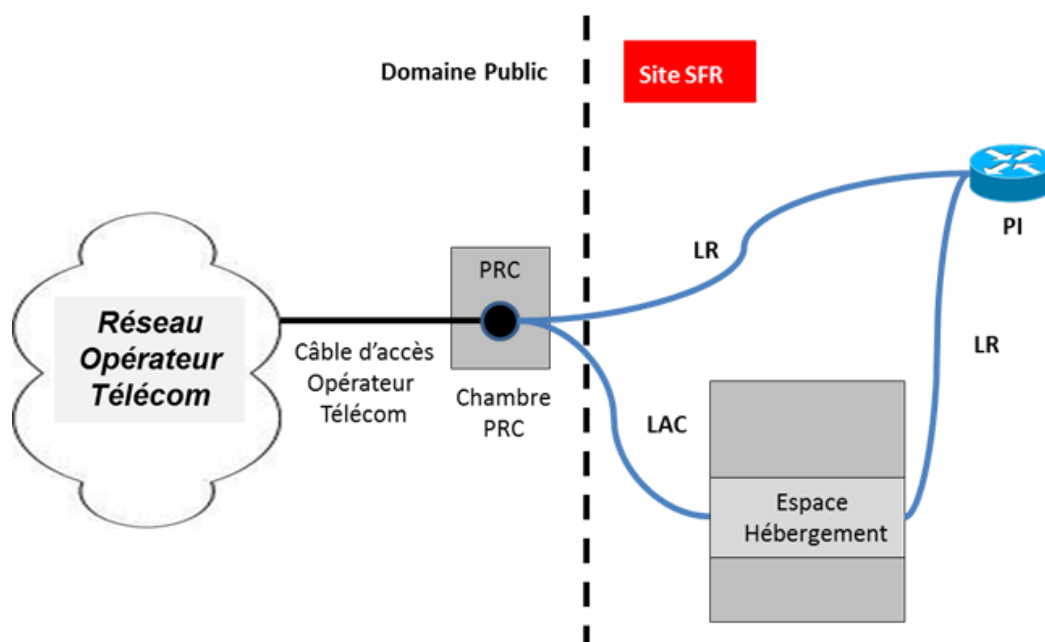 Domaine Public
Site SFR
PI
LR
PRC
Réseau
Opérateur
Télécom
Câble d’accès
Opérateur
Télécom
Chambre
PRC
LR
LAC
Espace
Hébergement